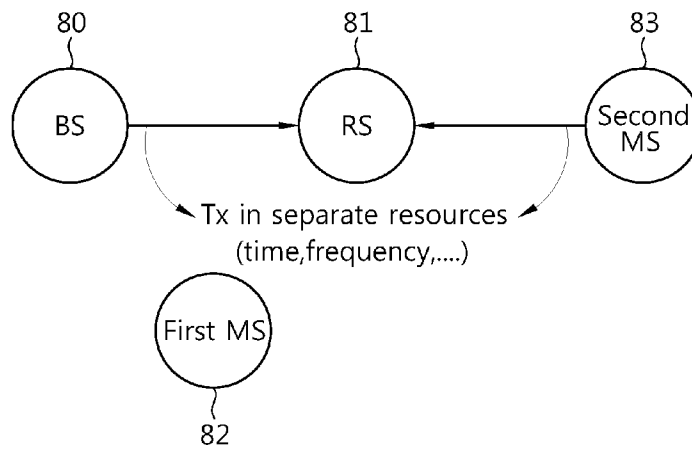 80
81
83
BS
RS
Second
MS
Tx in separate resources
(time,frequency,....)
First MS
82